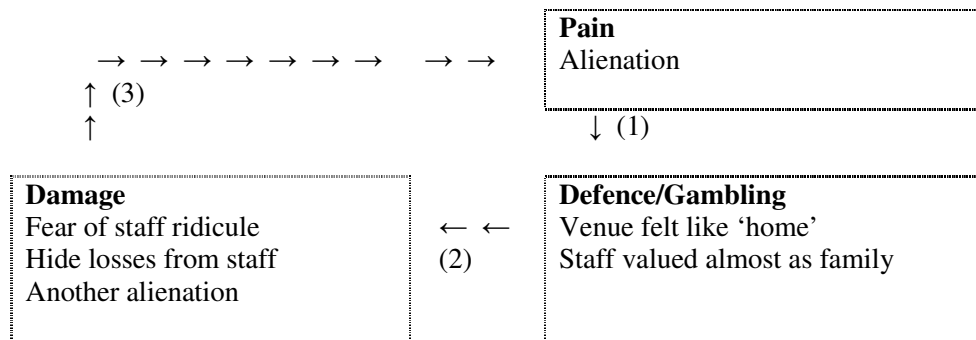 Pain
→ → → → → → → → → Alienation
↑ (3)
↑ ↓ (1)
Damage
Fear of staff ridicule
Hide losses from staff
Another alienation
← ←
(2)
Defence/Gambling
Venue felt like ‘home’
Staff valued almost as family